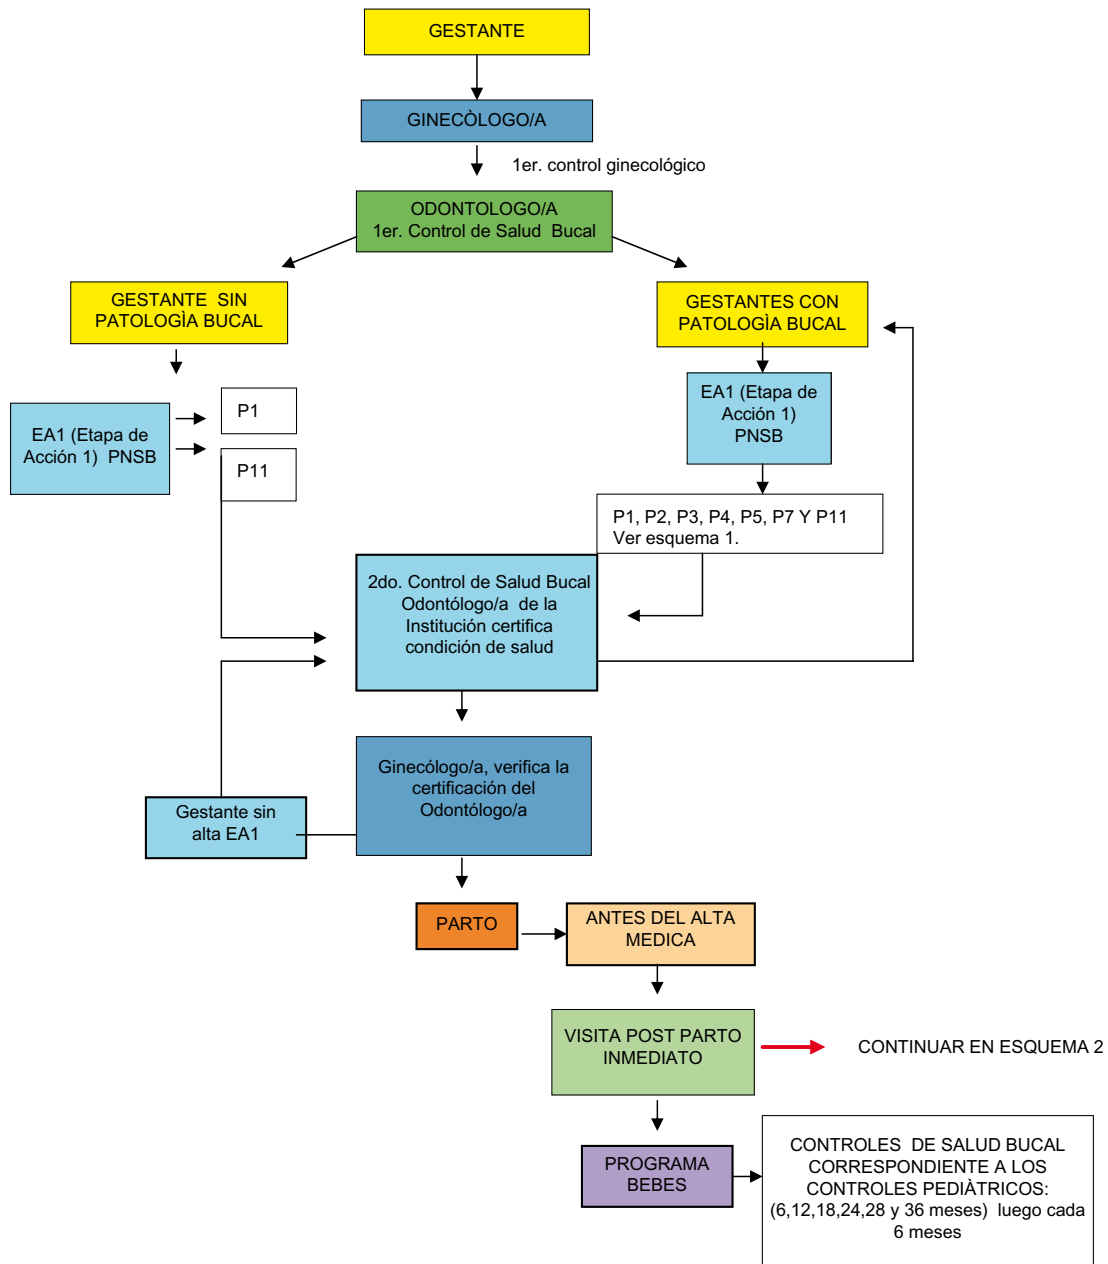 GESTANTE
GINECÒLOGO/A
1er. control ginecológico
ODONTOLOGO/A
1er. Control de Salud Bucal
GESTANTE SIN
PATOLOGÌA BUCAL
GESTANTES CON
PATOLOGÌA BUCAL
EA1 (Etapa de
Acción 1) PNSB
P1
P11
EA1 (Etapa de
Acción 1)
PNSB
P1, P2, P3, P4, P5, P7 Y P11
Ver esquema 1.
2do. Control de Salud Bucal
Odontólógo/a de la
Institución certifica
condición de salud
Ginecólogo/a, verifica la
certificación del
Odontólogo/a
Gestante sin
alta EA1
PARTO
ANTES DEL ALTA
MEDICA
VISITA POST PARTO
INMEDIATO
CONTINUAR EN ESQUEMA 2
PROGRAMA
BEBES
CONTROLES DE SALUD BUCAL
CORRESPONDIENTE A LOS
CONTROLES PEDIÀTRICOS:
(6,12,18,24,28 y 36 meses) luego cada
6 meses